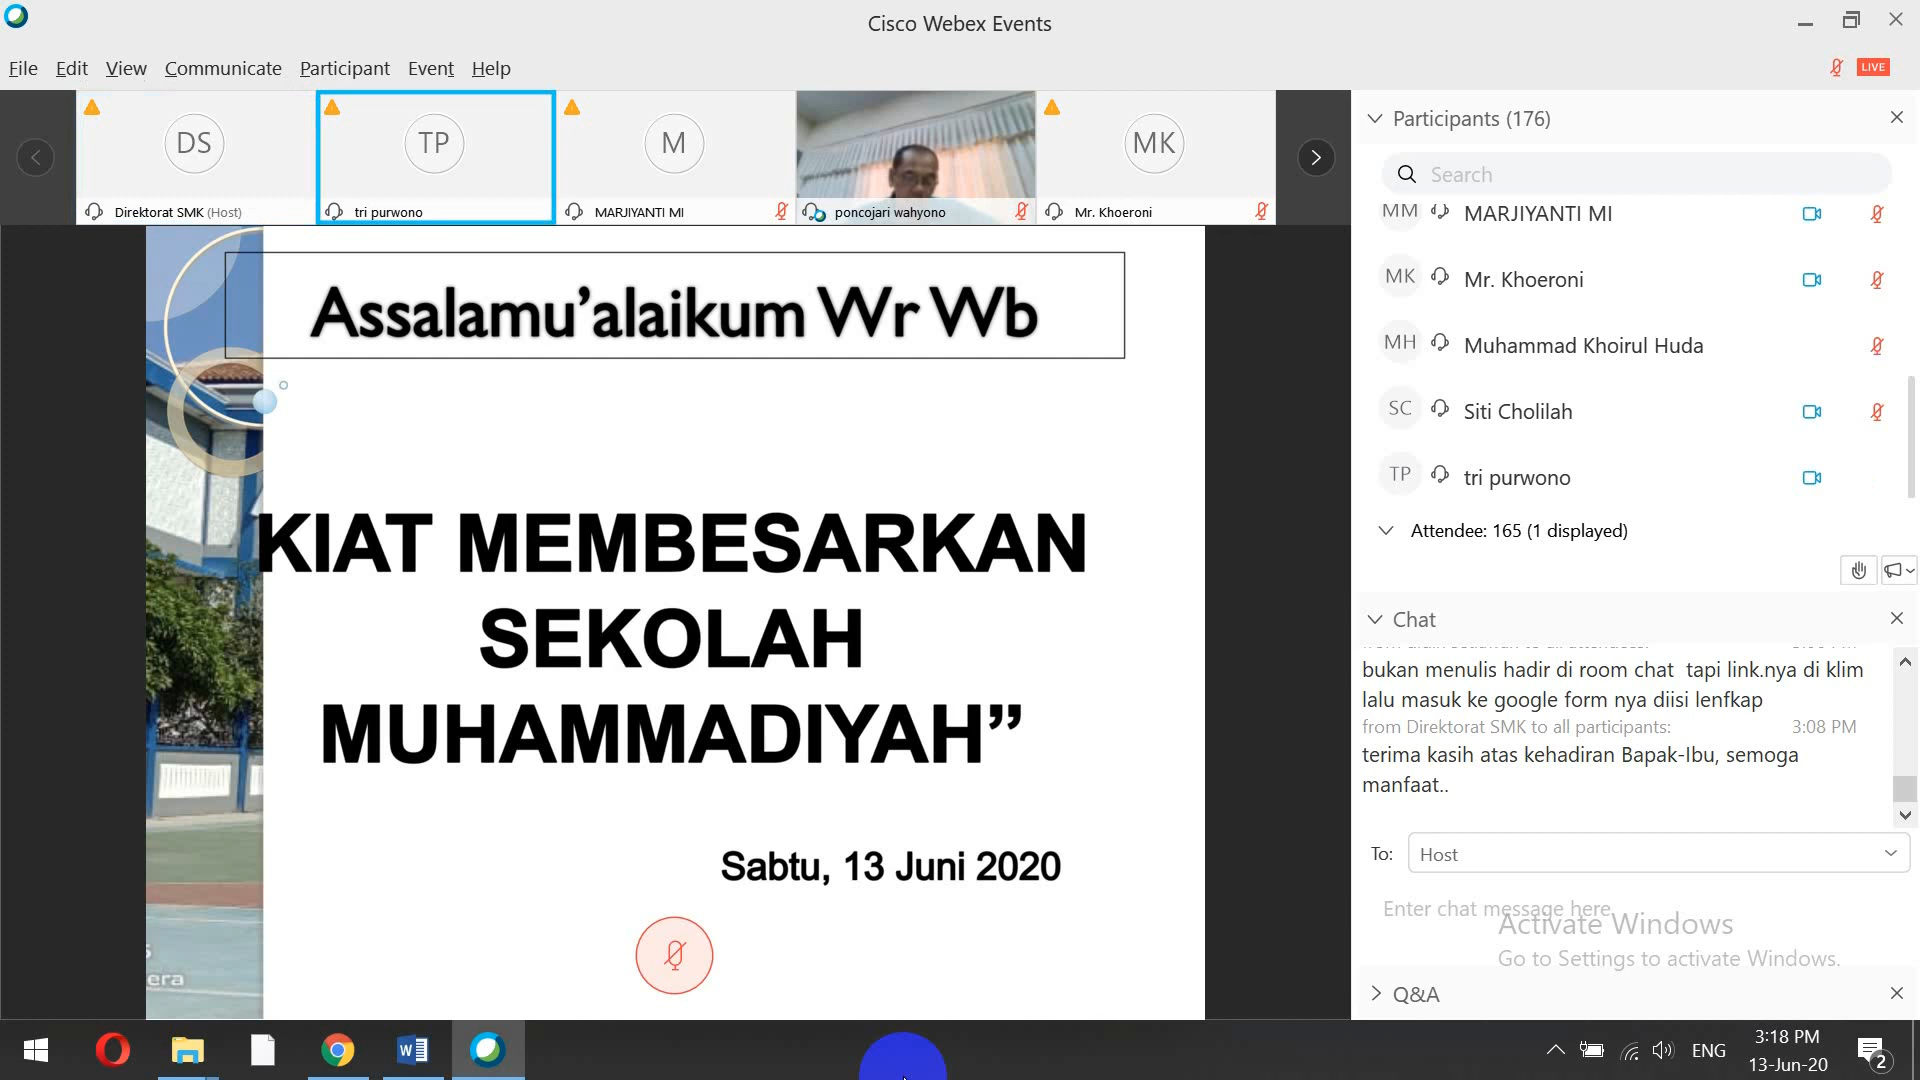 Cisco Webex Events
File Edit View Communicate Participant Event Help
LIVE
DS
TP
M
MK
Direktorat SMK (Host)
tri purwono
MARJIYANTI MI
poncojari wahyono
Mr. Khoeroni
Assalamu’alaikum Wr Wb
KIAT MEMBESARKAN
SEKOLAH
MUHAMMADIYAH”
Sabtu, 13 Juni 2020
era
Participants (176)
Search
MM MARJIYANTI MI
MK Mr. Khoeroni
MH Muhammad Khoirul Huda
SC Siti Cholilah
TP tri purwono
Attendee: 165 (1 displayed)
Chat
bukan menulis hadir di room chat tapi link.nya di klim
lalu masuk ke google form nya diisi lenfkap
from Direktorat SMK to all participants: 3:08 PM
terima kasih atas kehadiran Bapak-Ibu, semoga
manfaat..
To: Host
Enter chat message here
Activate Windows
Go to Settings to activate Windows.
Q&A
ENG
3:18 PM
13-Jun-20
2